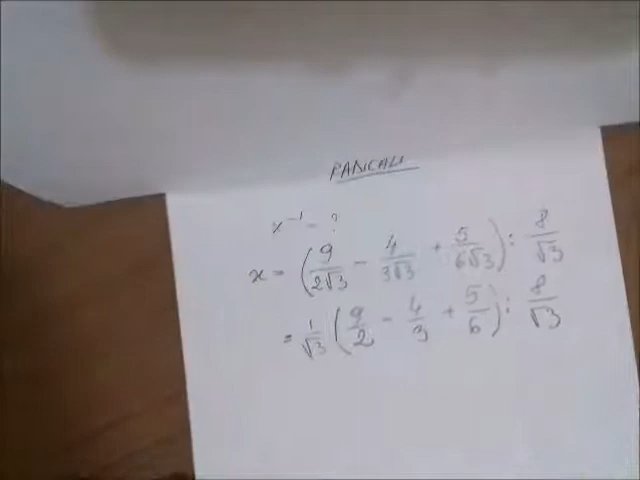 x⁻¹ = ?
x = (9/2√3 - 4/3√3 + 5/6√3) : 8/√3
= 1/√3 (9/2 - 4/3 + 5/6) : 8/√3